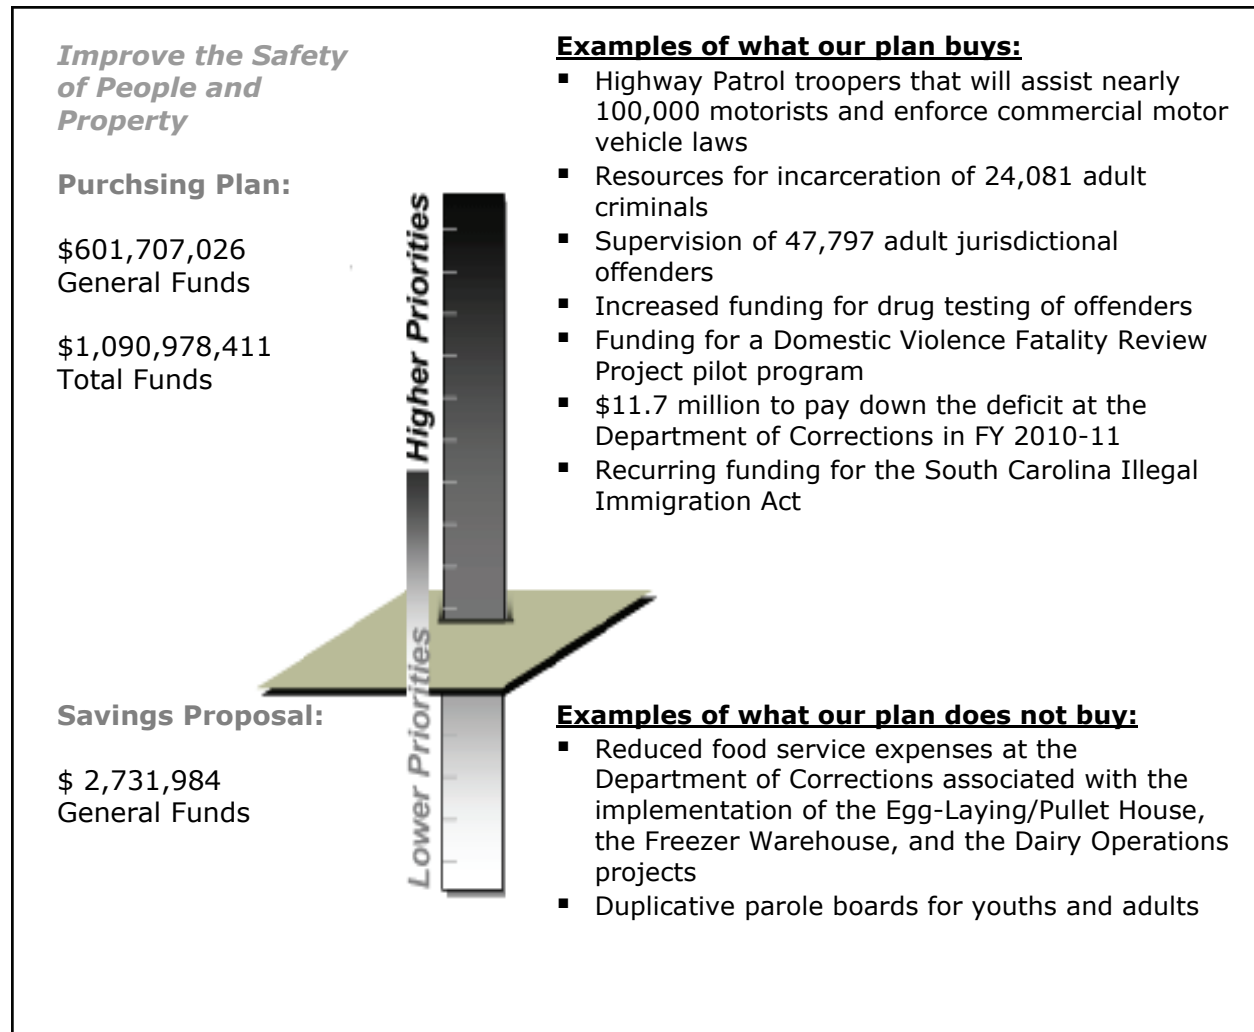 Improve the Safety
of People and
Property
Purchsing Plan:
$601,707,026
General Funds
$1,090,978,411
Total Funds
Higher Priorities
Lower Priorities
Examples of what our plan buys:
▪ Highway Patrol troopers that will assist nearly
100,000 motorists and enforce commercial motor
vehicle laws
▪ Resources for incarceration of 24,081 adult
criminals
▪ Supervision of 47,797 adult jurisdictional
offenders
▪ Increased funding for drug testing of offenders
▪ Funding for a Domestic Violence Fatality Review
Project pilot program
▪ $11.7 million to pay down the deficit at the
Department of Corrections in FY 2010-11
▪ Recurring funding for the South Carolina Illegal
Immigration Act
Savings Proposal:
$ 2,731,984
General Funds
Examples of what our plan does not buy:
▪ Reduced food service expenses at the
Department of Corrections associated with the
implementation of the Egg-Laying/Pullet House,
the Freezer Warehouse, and the Dairy Operations
projects
▪ Duplicative parole boards for youths and adults